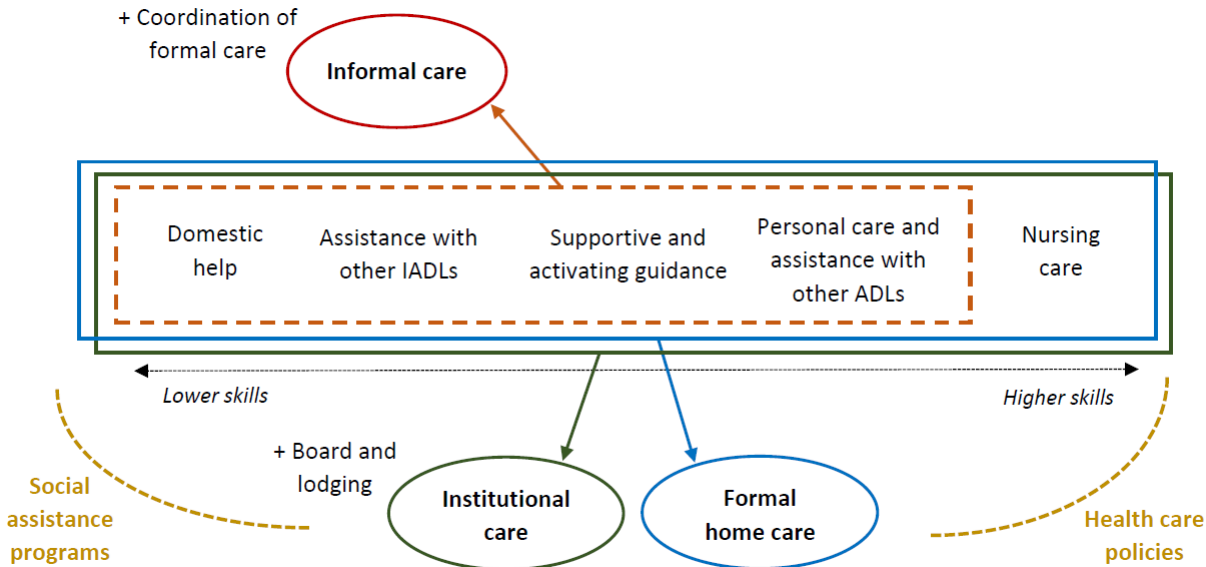 + Coordination of
formal care
Informal care
Domestic
help
Assistance with
other IADLs
Supportive and
activating guidance
Personal care and
assistance with
other ADLs
Nursing
care
Lower skills
Higher skills
+ Board and
lodging
Institutional
care
Formal
home care
Social
assistance
programs
Health care
policies